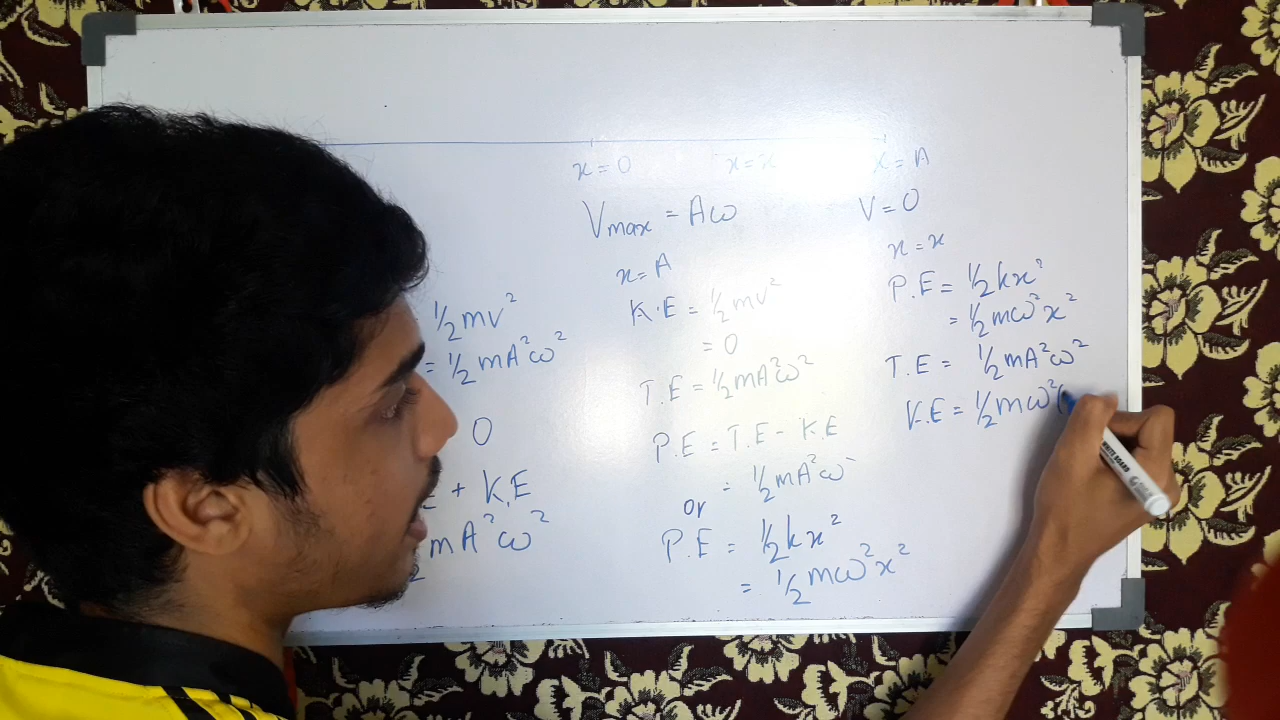 x = 0 x = x x = A
Vmax = Aω V = 0
½mv²
= ½mA²ω²
0
+ K.E
mA²ω²
x = A
K.E = ½mv²
= 0
T.E = ½mA²ω²
P.E = T.E - K.E
= ½mA²ω
or
P.E = ½kx²
= ½mω²x²
x = x
P.E = ½kx²
= ½mω²x²
T.E = ½mA²ω²
K.E = ½mω²(